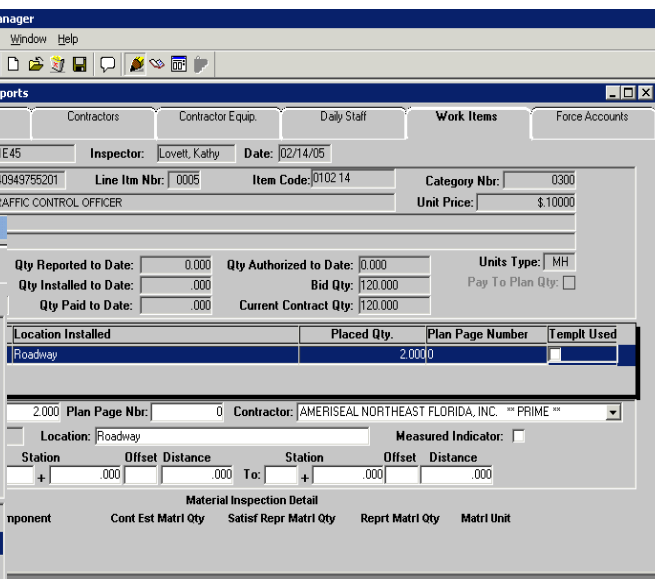 anager
Window Help
ports
Contractors Contractor Equip. Daily Staff Work Items Force Accounts
1E45 Inspector: Lovett, Kathy Date: 02/14/05
40949755201 Line Itm Nbr: 0005 Item Code: 0102 14 Category Nbr: 0300
RAFFIC CONTROL OFFICER Unit Price: $.10000
Qty Reported to Date: 0.000 Qty Authorized to Date: 0.000 Units Type: MH
Qty Installed to Date: .000 Bid Qty: 120.000 Pay To Plan Qty:
Qty Paid to Date: .000 Current Contract Qty: 120.000
Location Installed Placed Qty. Plan Page Number Templt Used
Roadway 2.000 0
2.000 Plan Page Nbr: 0 Contractor: AMERISEAL NORTHEAST FLORIDA, INC. ** PRIME **
Location: Roadway Measured Indicator:
Station Offset Distance Station Offset Distance
+ .000 .000 To: + .000 .000
Material Inspection Detail
mponent Cont Est Matrl Qty Satisf Repr Matrl Qty Reprt Matrl Qty Matrl Unit